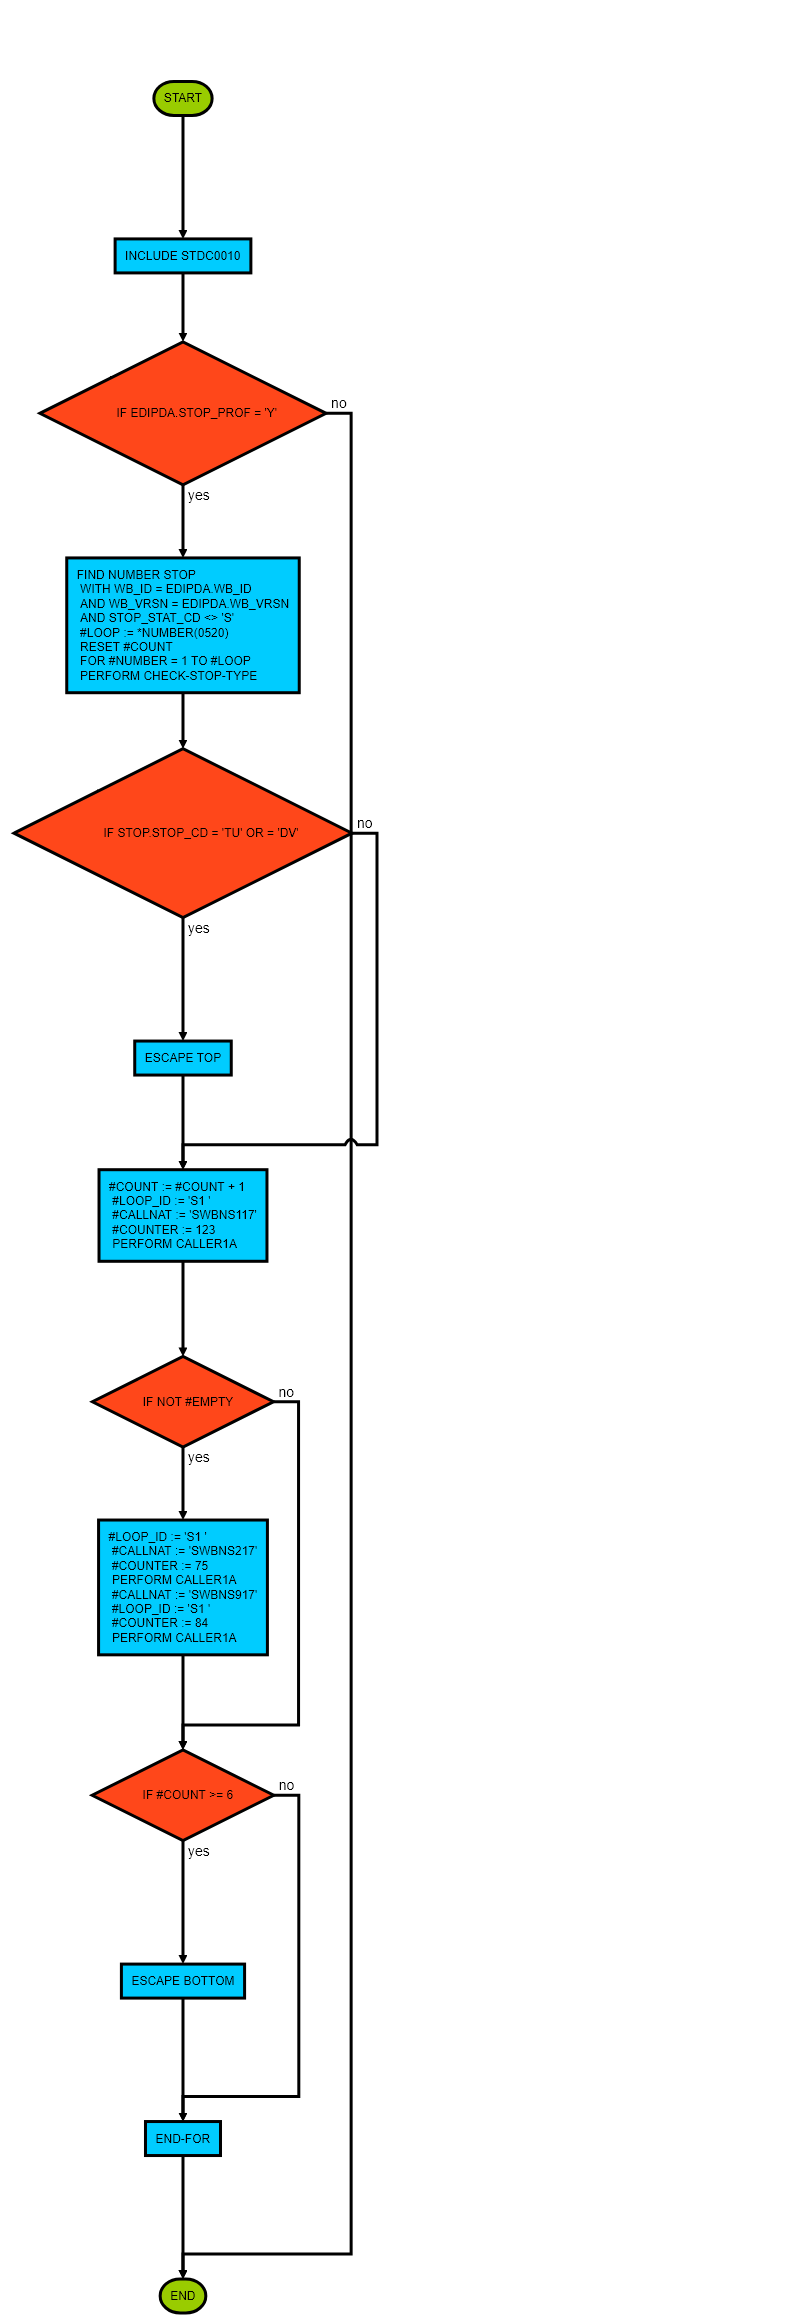 START
INCLUDE STDC0010
IF EDIPDA.STOP_PROF = 'Y'
no
yes
FIND NUMBER STOP
WITH WB_ID = EDIPDA.WB_ID
AND WB_VRSN = EDIPDA.WB_VRSN
AND STOP_STAT_CD <> 'S'
#LOOP := *NUMBER(0520)
RESET #COUNT
FOR #NUMBER = 1 TO #LOOP
PERFORM CHECK-STOP-TYPE
IF STOP.STOP_CD = 'TU' OR = 'DV'
no
yes
ESCAPE TOP
#COUNT := #COUNT + 1
#LOOP_ID := 'S1 '
#CALLNAT := 'SWBNS117'
#COUNTER := 123
PERFORM CALLER1A
IF NOT #EMPTY
no
yes
#LOOP_ID := 'S1 '
#CALLNAT := 'SWBNS217'
#COUNTER := 75
PERFORM CALLER1A
#CALLNAT := 'SWBNS917'
#LOOP_ID := 'S1 '
#COUNTER := 84
PERFORM CALLER1A
IF #COUNT >= 6
no
yes
ESCAPE BOTTOM
END-FOR
END